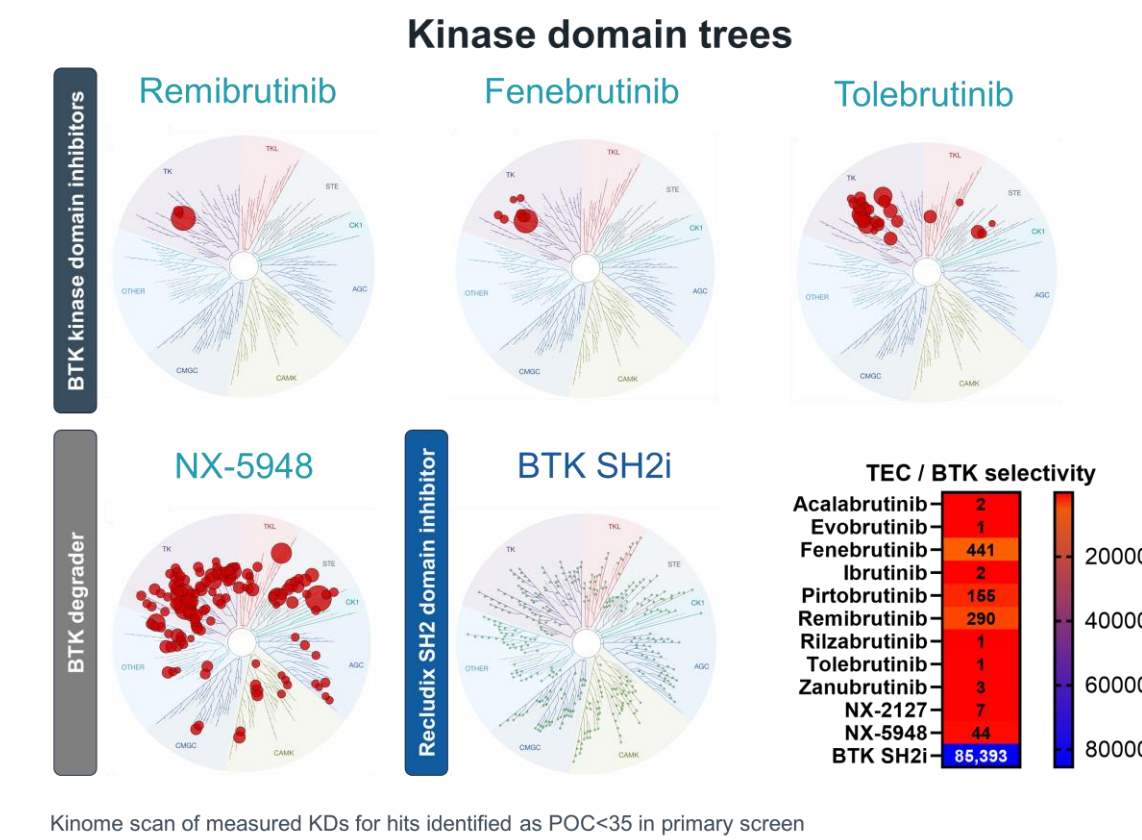 Kinase domain trees
BTK kinase domain inhibitors
Remibrutinib
TK
TKL
STE
CK1
AGC
CAMK
CMGC
OTHER
Fenebrutinib
TK
TKL
STE
CK1
AGC
CAMK
CMGC
OTHER
Tolebrutinib
TK
TKL
STE
CK1
AGC
CAMK
CMGC
OTHER
BTK degrader
NX-5948
TK
TKL
STE
CK1
AGC
CAMK
CMGC
OTHER
Recludix SH2 domain inhibitor
BTK SH2i
TK
TKL
STE
CK1
AGC
CAMK
CMGC
OTHER
TEC / BTK selectivity
Acalabrutinib 2
Evobrutinib 1
Fenebrutinib 441
Ibrutinib 2
Pirtobrutinib 155
Remibrutinib 290
Rilzabrutinib 1
Tolebrutinib 1
Zanubrutinib 3
NX-2127 7
NX-5948 44
BTK SH2i 85,393
20000
40000
60000
80000
Kinome scan of measured KDs for hits identified as POC<35 in primary screen